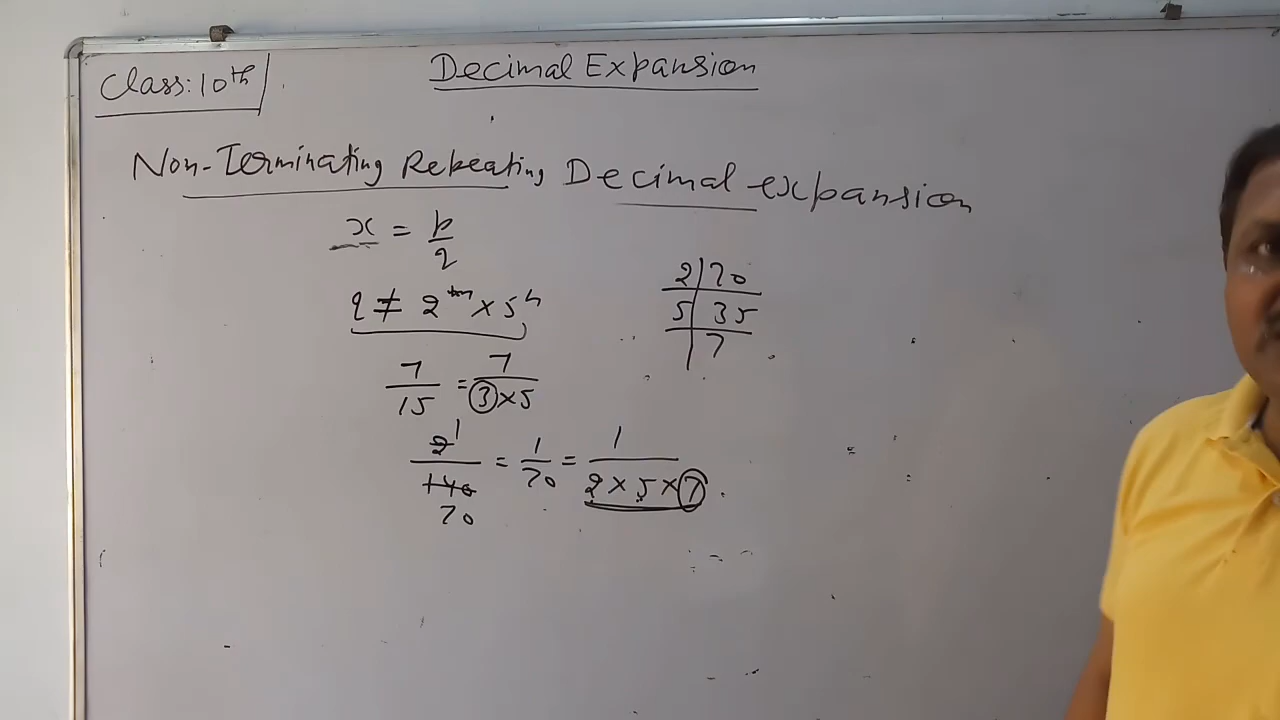 Class: 10th
Decimal Expansion
Non-Terminating Repeating Decimal expansion
x = p/q
q ≠ 2^m × 5^n
7/15 = 7/(3×5)
2/140 1 70 = 1/70 = 1/(2×5×7)
2 | 70
5 | 35
| 7